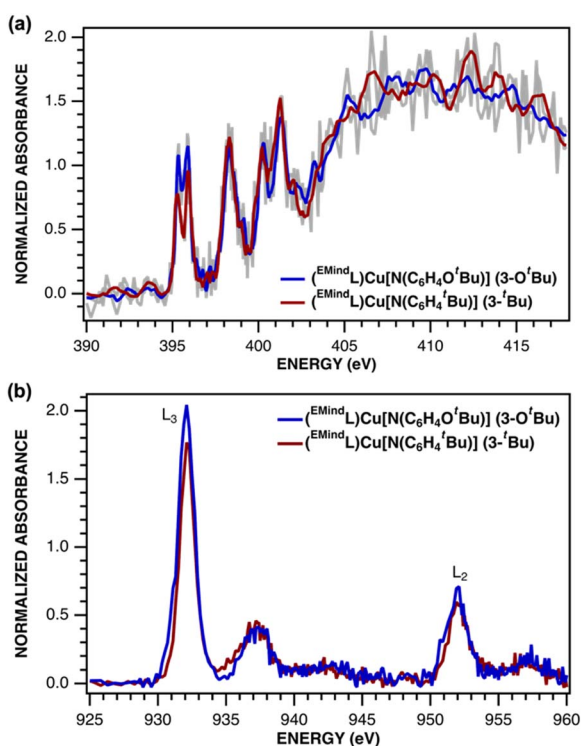 (a)
2.0
1.5
1.0
0.5
0.0
NORMALIZED ABSORBANCE
(ᴱᴹⁱⁿᵈL)Cu[N(C₆H₄OᵗBu)] (3-OᵗBu)
(ᴱᴹⁱⁿᵈL)Cu[N(C₆H₄ᵗBu)] (3-ᵗBu)
390 395 400 405 410 415
ENERGY (eV)
(b)
2.0
1.5
1.0
0.5
0.0
NORMALIZED ABSORBANCE
L₃
(ᴱᴹⁱⁿᵈL)Cu[N(C₆H₄OᵗBu)] (3-OᵗBu)
(ᴱᴹⁱⁿᵈL)Cu[N(C₆H₄ᵗBu)] (3-ᵗBu)
L₂
925 930 935 940 945 950 955 960
ENERGY (eV)